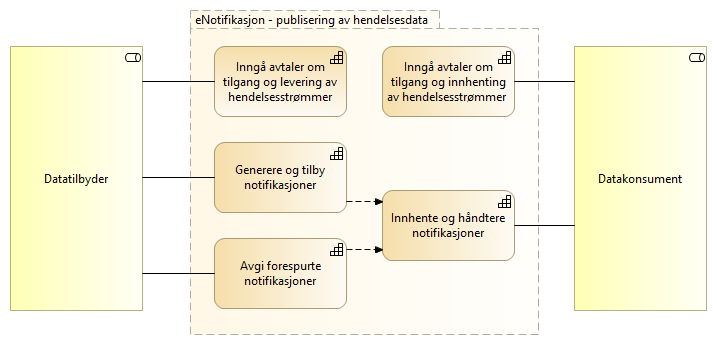 eNotifikasjon - publisering av hendelsesdata
Datatilbyder
Inngå avtaler om
tilgang og levering av
hendelsesstrømmer
Inngå avtaler om
tilgang og innhenting
av hendelsesstrømmer
Generere og tilby
notifikasjoner
Innhente og håndtere
notifikasjoner
Avgi forespurte
notifikasjoner
Datakonsument